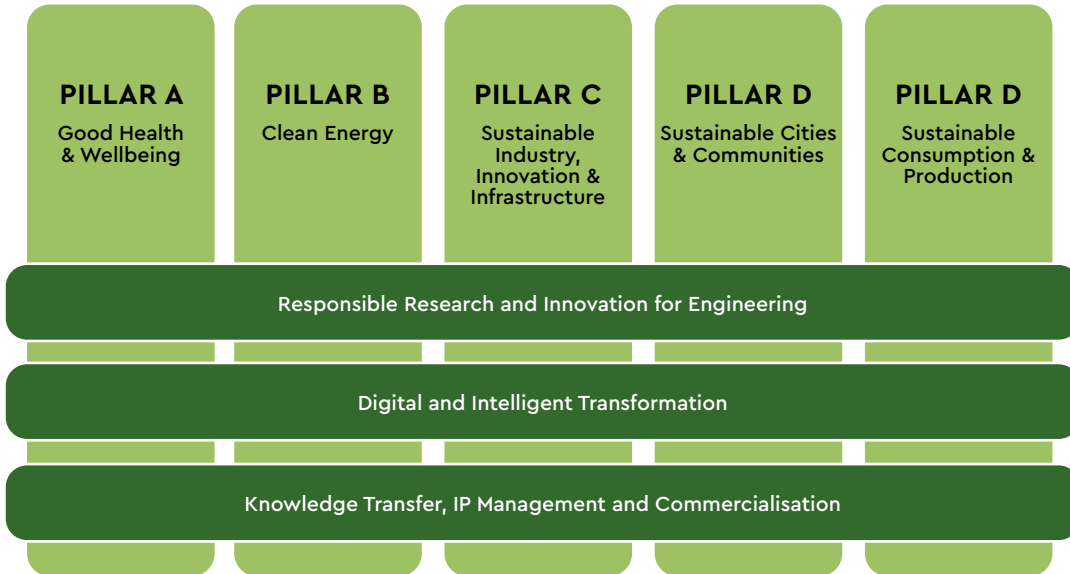 PILLAR A
Good Health
& Wellbeing
PILLAR B
Clean Energy
PILLAR C
Sustainable
Industry,
Innovation &
Infrastructure
PILLAR D
Sustainable Cities
& Communities
PILLAR D
Sustainable
Consumption &
Production
Responsible Research and Innovation for Engineering
Digital and Intelligent Transformation
Knowledge Transfer, IP Management and Commercialisation